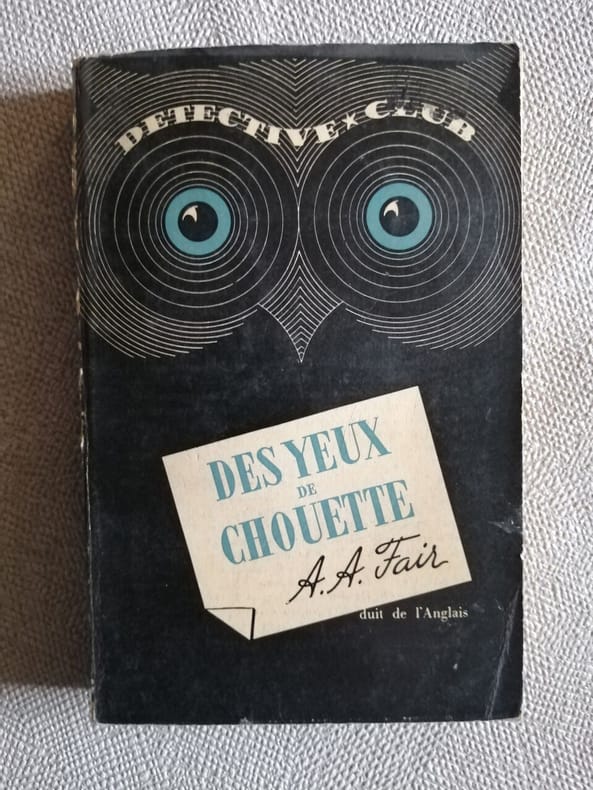 DETECTIVE★CLUB
DES YEUX
DE
CHOUETTE
A. A. Fair
duit de l'Anglais